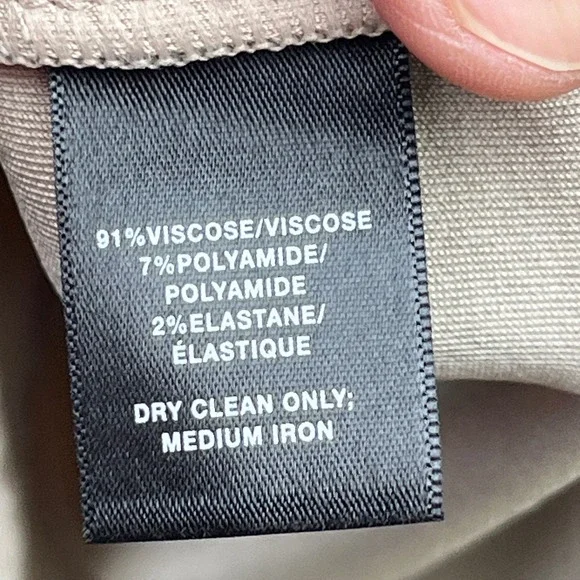 91%VISCOSE/VISCOSE
7%POLYAMIDE/
POLYAMIDE
2%ELASTANE/
ÉLASTIQUE
DRY CLEAN ONLY;
MEDIUM IRON